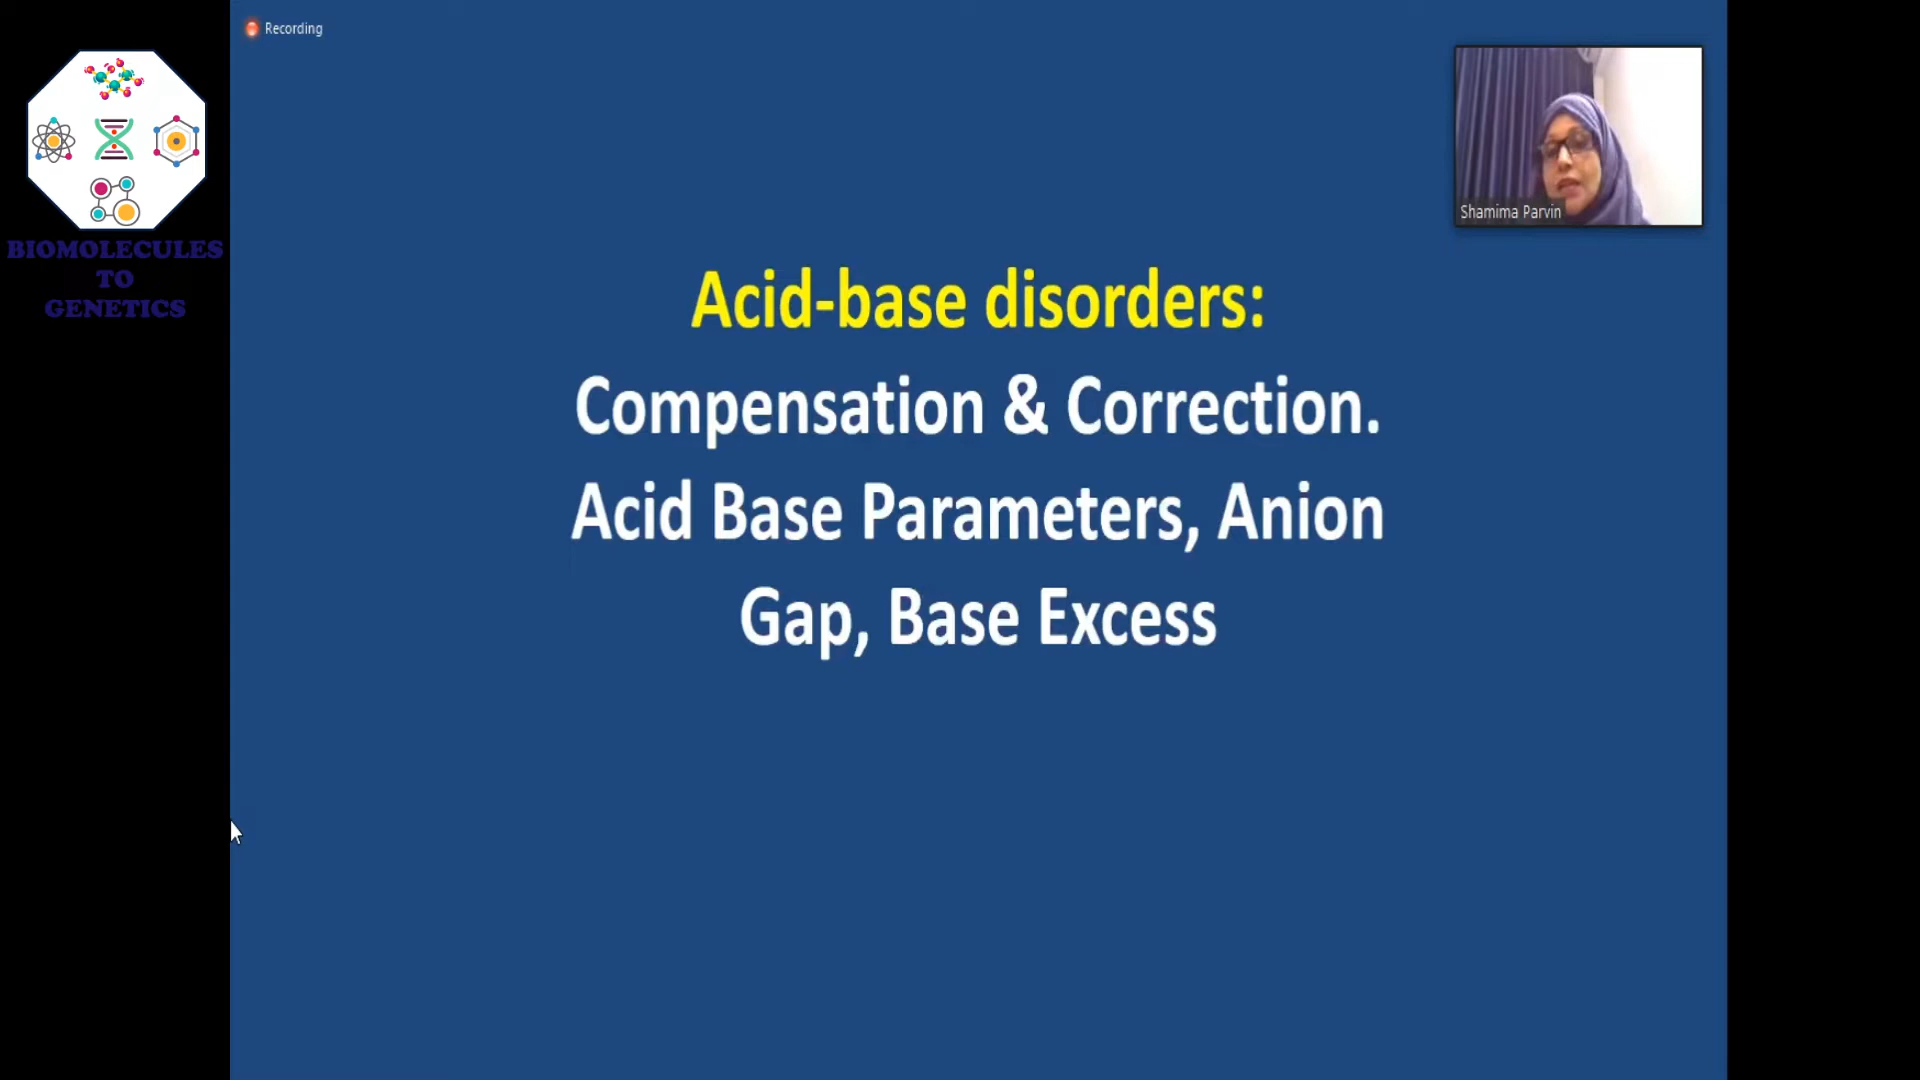 Recording
BIOMOLECULES
TO
GENETICS
Shamima Parvin
Acid-base disorders:
Compensation & Correction.
Acid Base Parameters, Anion
Gap, Base Excess